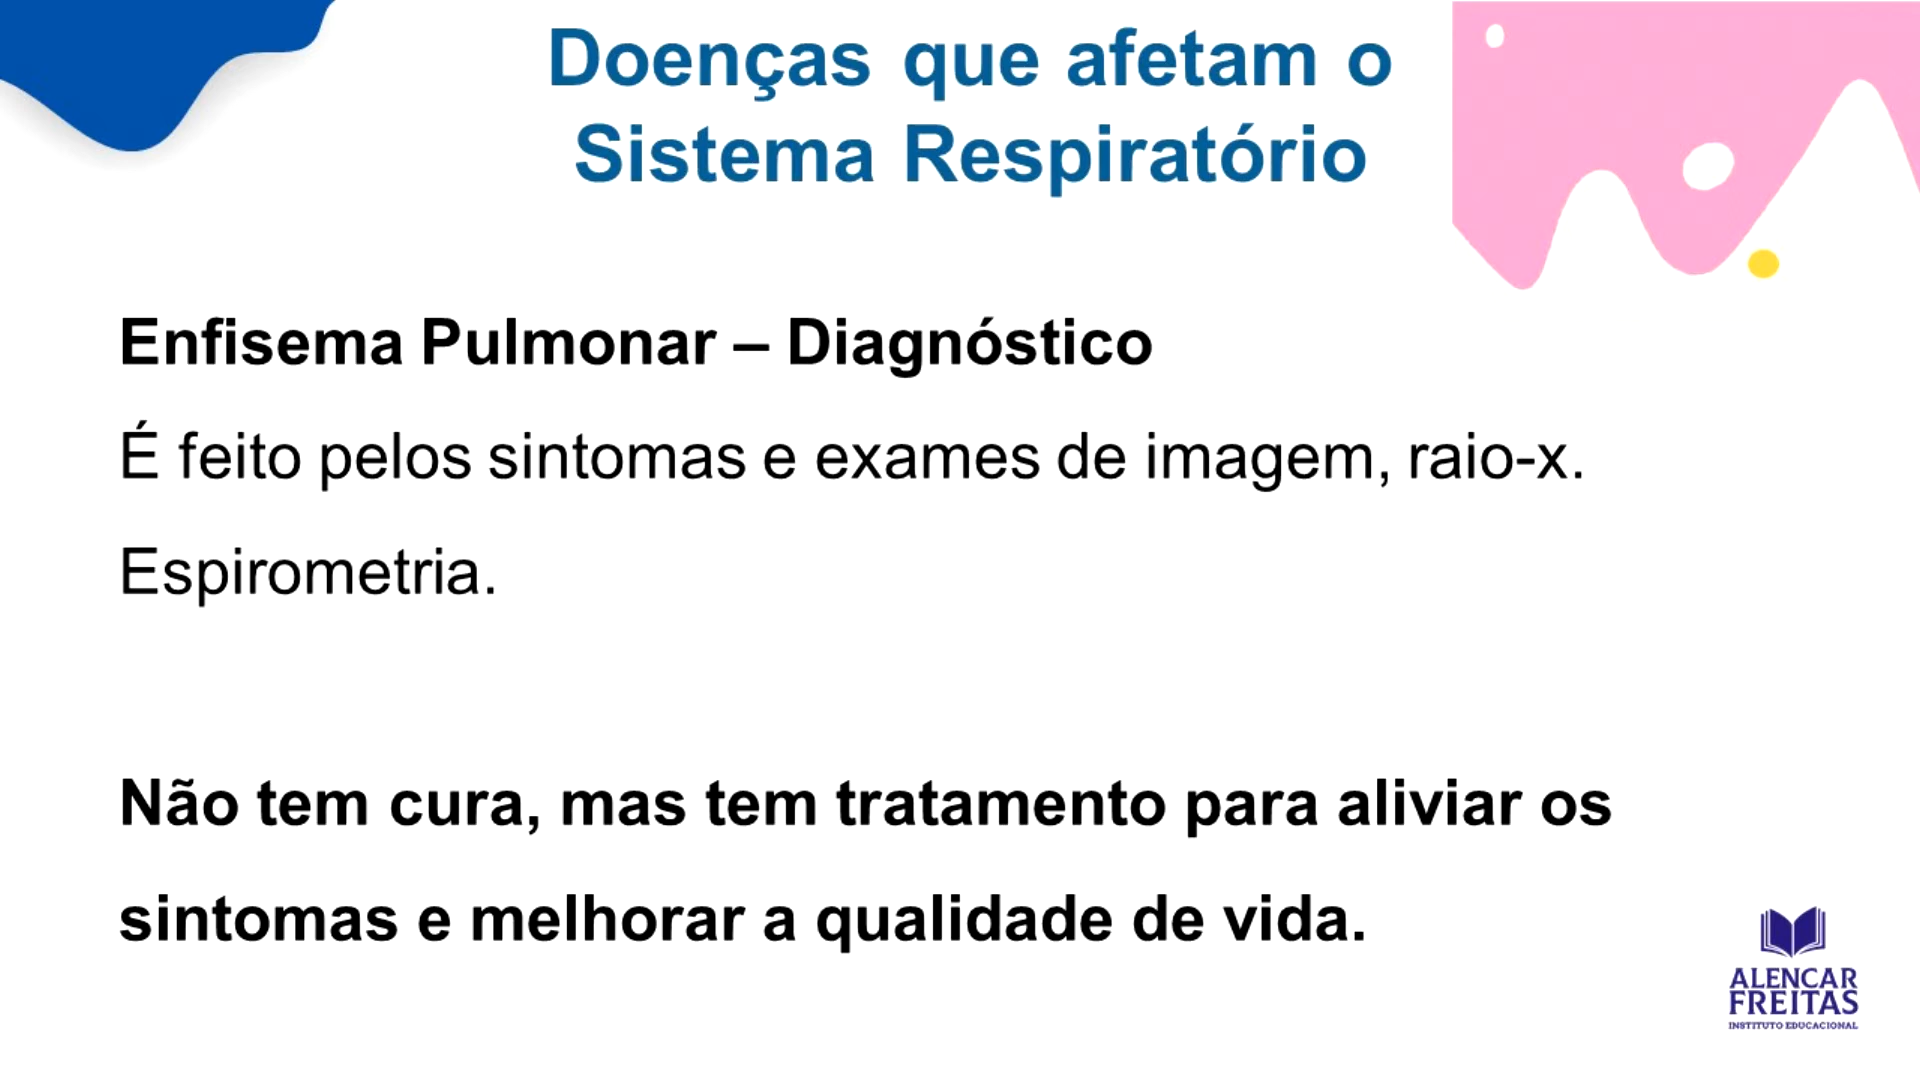 Doenças que afetam o
Sistema Respiratório
Enfisema Pulmonar – Diagnóstico
É feito pelos sintomas e exames de imagem, raio-x.
Espirometria.
Não tem cura, mas tem tratamento para aliviar os
sintomas e melhorar a qualidade de vida.
ALENCAR
FREITAS
INSTITUTO EDUCACIONAL